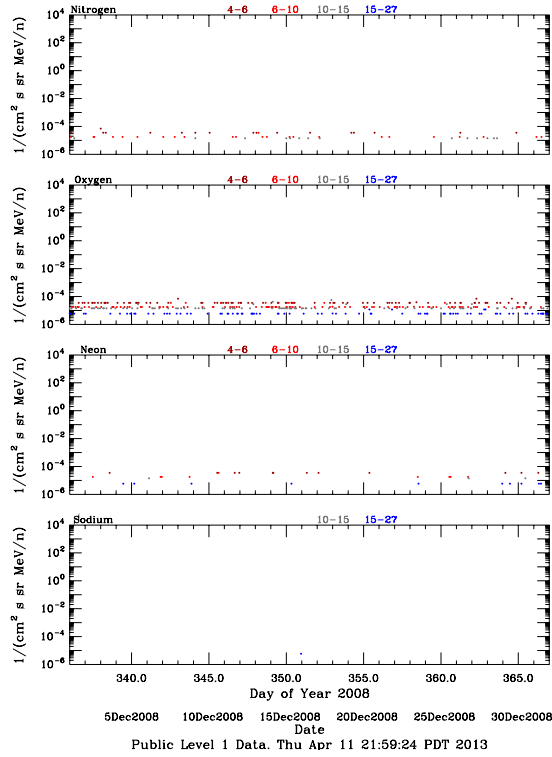 Nitrogen 4-6 6-10 10-15 15-27
10^4
10^2
10^0
10^-2
10^-4
10^-6
1/(cm^2 s sr MeV/n)
Oxygen 4-6 6-10 10-15 15-27
10^4
10^2
10^0
10^-2
10^-4
10^-6
1/(cm^2 s sr MeV/n)
Neon 4-6 6-10 10-15 15-27
10^4
10^2
10^0
10^-2
10^-4
10^-6
1/(cm^2 s sr MeV/n)
Sodium 10-15 15-27
10^4
10^2
10^0
10^-2
10^-4
10^-6
1/(cm^2 s sr MeV/n)
340.0 345.0 350.0 355.0 360.0 365.0
Day of Year 2008
5Dec2008 10Dec2008 15Dec2008 20Dec2008 25Dec2008 30Dec2008
Date
Public Level 1 Data. Thu Apr 11 21:59:24 PDT 2013